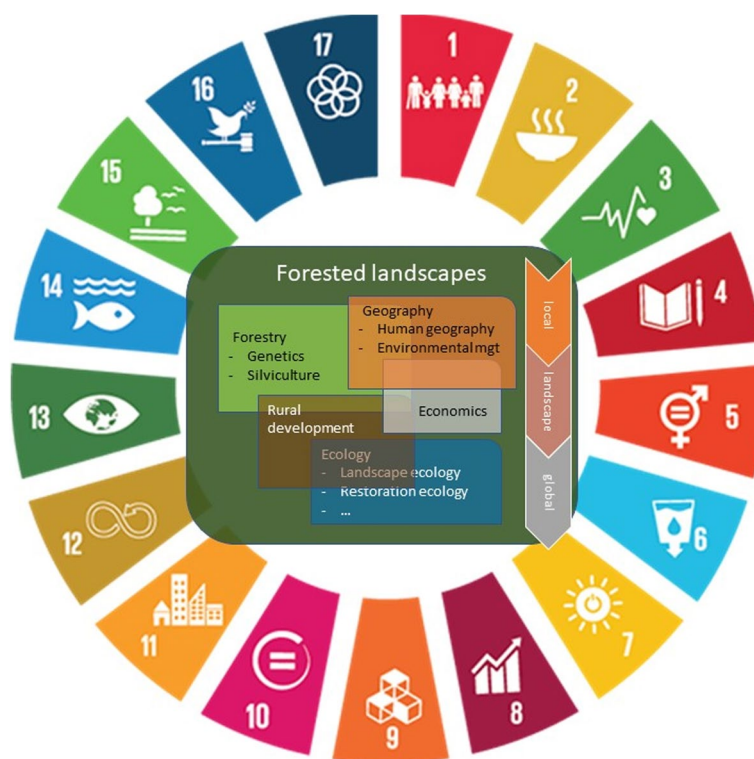 17
1
16
2
15
3
14
4
13
5
12
6
11
7
10
9
8
Forested landscapes
Forestry
- Genetics
- Silviculture
Geography
- Human geography
- Environmental mgt
Economics
Rural
development
Ecology
- Landscape ecology
- Restoration ecology
- ...
local
landscape
global